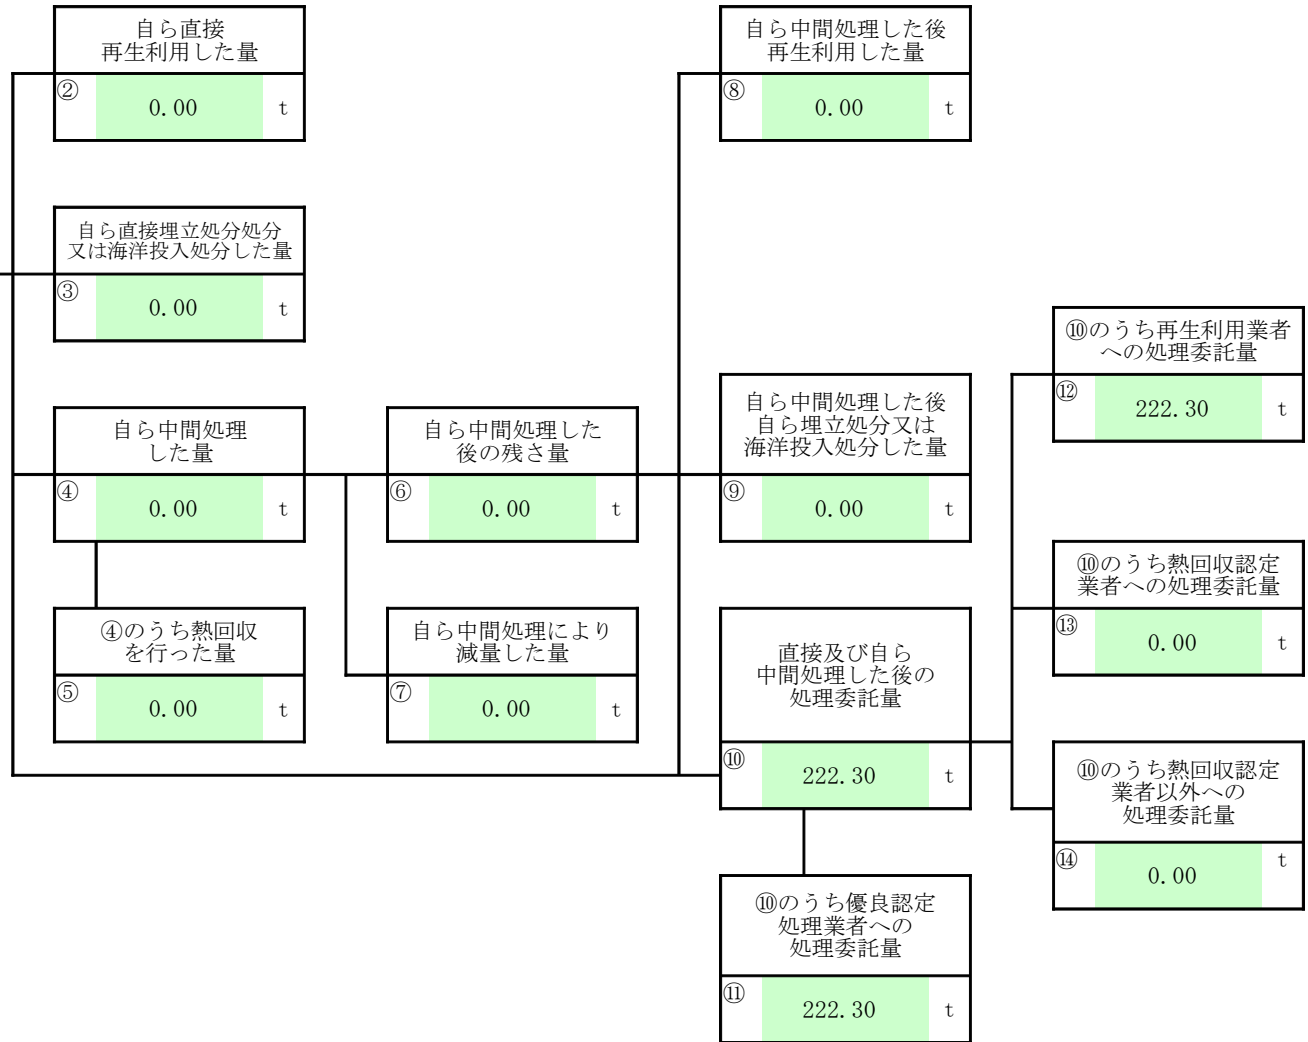 自ら直接
再生利用した量
② 0.00 t
自ら中間処理した後
再生利用した量
⑧ 0.00 t
自ら直接埋立処分処分
又は海洋投入処分した量
③ 0.00 t
⑩のうち再生利用業者
への処理委託量
⑫ 222.30 t
自ら中間処理
した量
④ 0.00 t
自ら中間処理した
後の残さ量
⑥ 0.00 t
自ら中間処理した後
自ら埋立処分又は
海洋投入処分した量
⑨ 0.00 t
⑩のうち熱回収認定
業者への処理委託量
⑬ 0.00 t
④のうち熱回収
を行った量
⑤ 0.00 t
自ら中間処理により
減量した量
⑦ 0.00 t
直接及び自ら
中間処理した後の
処理委託量
⑩ 222.30 t
⑩のうち熱回収認定
業者以外への
処理委託量
⑭ 0.00 t
⑩のうち優良認定
処理業者への
処理委託量
⑪ 222.30 t